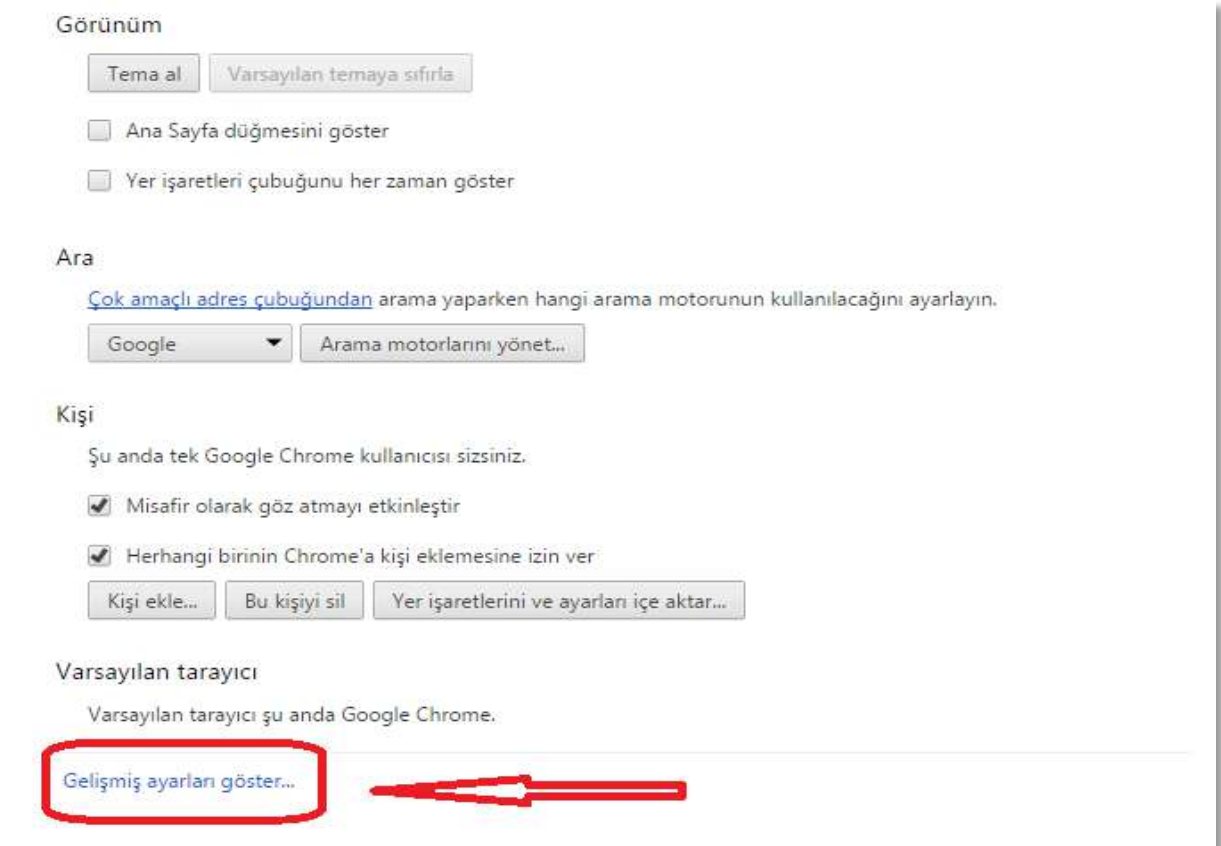 Görünüm
Tema al Varsayılan temaya sıfırla
Ana Sayfa düğmesini göster
Yer işaretleri çubuğunu her zaman göster
Ara
Çok amaçlı adres çubuğundan arama yaparken hangi arama motorunun kullanılacağını ayarlayın.
Google Arama motorlarını yönet...
Kişi
Şu anda tek Google Chrome kullanıcısı sizsiniz.
Misafir olarak göz atmayı etkinleştir
Herhangi birinin Chrome'a kişi eklemesine izin ver
Kişi ekle... Bu kişiyi sil Yer işaretlerini ve ayarları içe aktar...
Varsayılan tarayıcı
Varsayılan tarayıcı şu anda Google Chrome.
Gelişmiş ayarları göster...